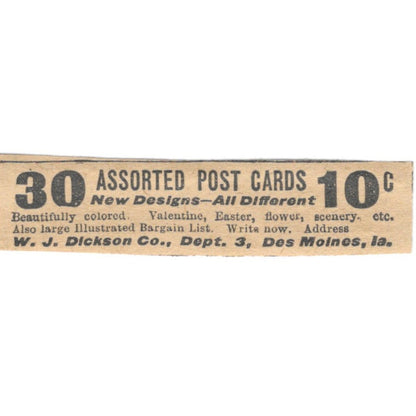 30 ASSORTED POST CARDS 10c
New Designs—All Different
Beautifully colored. Valentine, Easter, flower, scenery, etc.
Also large Illustrated Bargain List. Write now. Address
W. J. Dickson Co., Dept. 3, Des Moines, Ia.